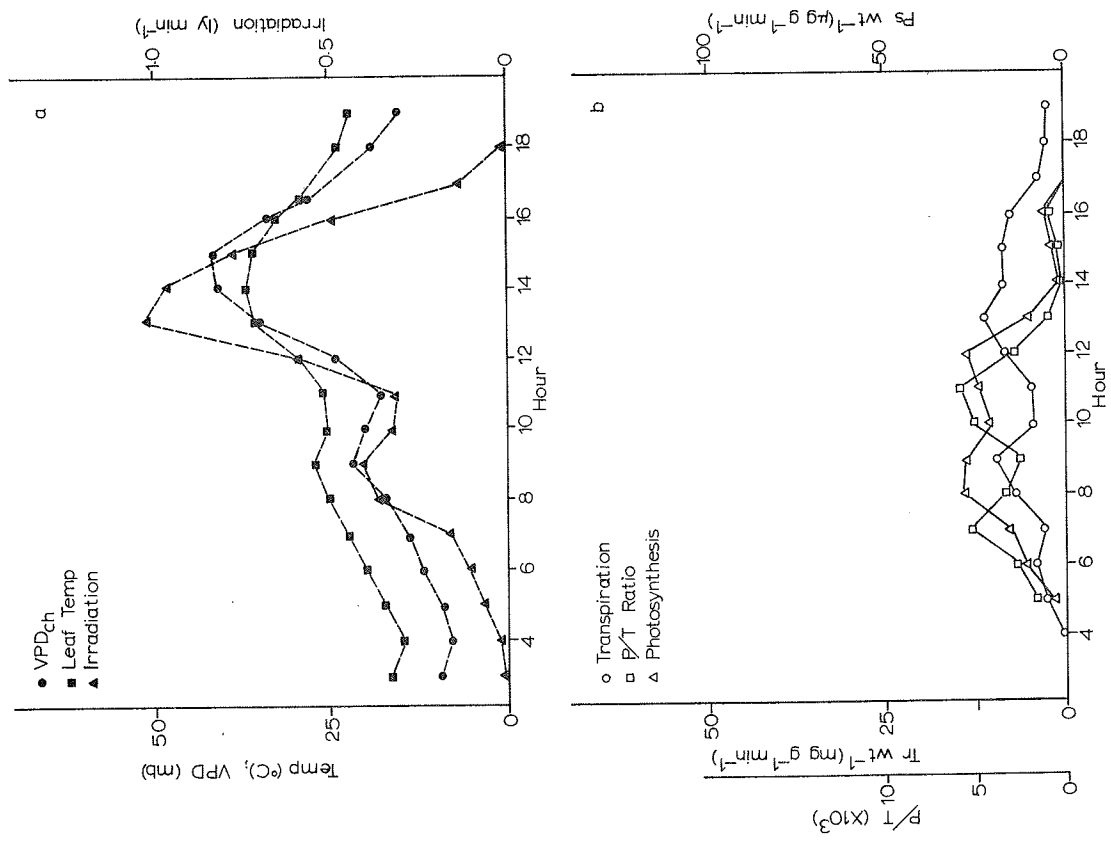 a
● VPDch
■ Leaf Temp
▲ Irradiation
Temp (°C), VPD (mb)
50
25
0
Irradiation (ly min⁻¹)
1.0
0.5
0
4
6
8
10
12
14
16
18
Hour
b
○ Transpiration
□ P/T Ratio
△ Photosynthesis
P/T (X10³)
10
5
0
Tr wt⁻¹ (mg g⁻¹ min⁻¹)
50
0
Ps wt⁻¹ (μg g⁻¹ min⁻¹)
100
50
0
4
6
8
10
12
14
16
18
Hour